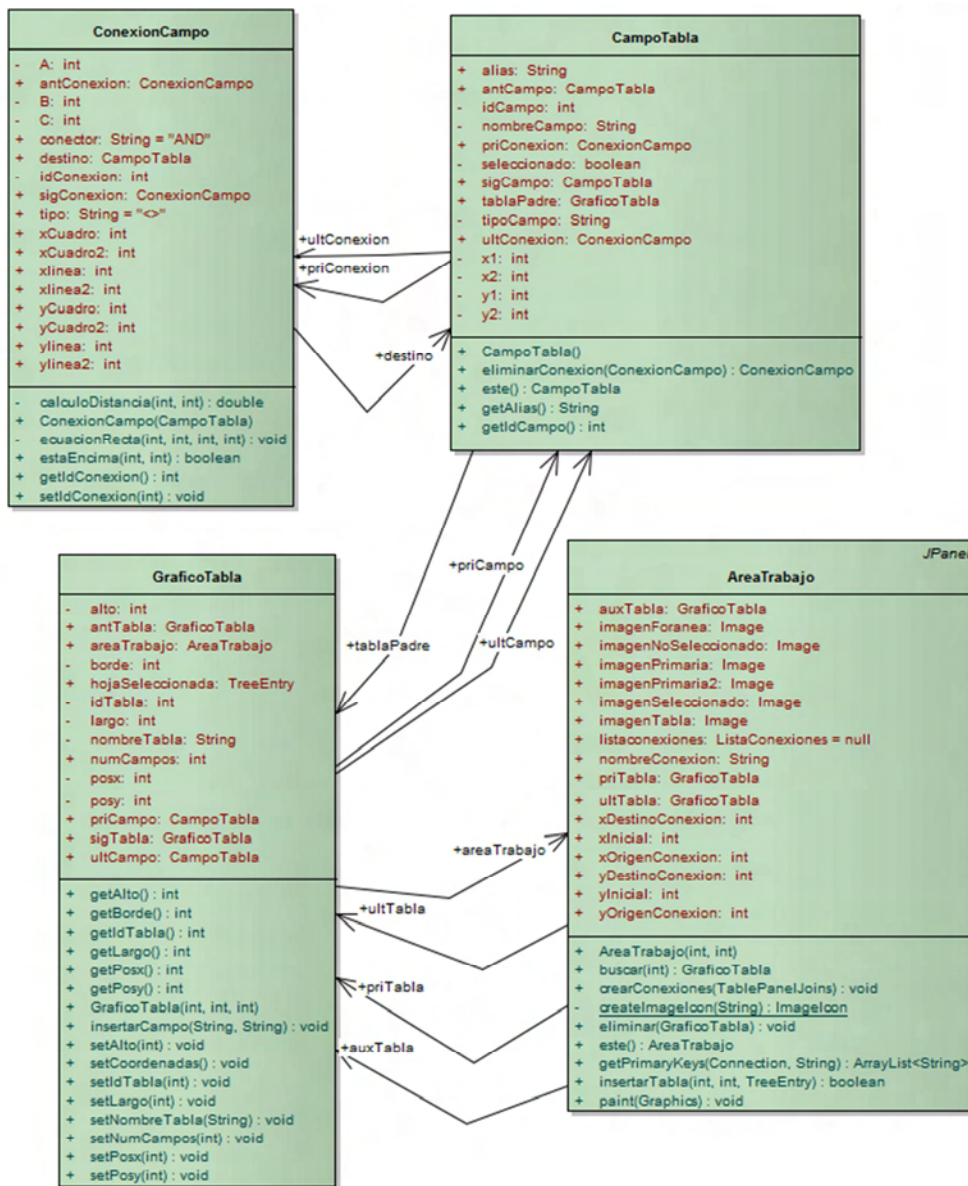 ConexionCampo
- A: int
+ antConexion: ConexionCampo
- B: int
- C: int
+ conector: String = "AND"
+ destino: CampoTabla
- idConexion: int
+ sigConexion: ConexionCampo
+ tipo: String = "<>"
+ xCuadro: int
+ xCuadro2: int
+ xlinea: int
+ xlinea2: int
+ yCuadro: int
+ yCuadro2: int
+ ylinea: int
+ ylinea2: int
- calculoDistancia(int, int) : double
+ ConexionCampo(CampoTabla)
- ecuacionRecta(int, int, int, int) : void
+ estaEncima(int, int) : boolean
+ getIdConexion() : int
+ setIdConexion(int) : void
+ultConexion
+priConexion
+destino
CampoTabla
+ alias: String
+ antCampo: CampoTabla
- idCampo: int
- nombreCampo: String
+ priConexion: ConexionCampo
- seleccionado: boolean
+ sigCampo: CampoTabla
+ tablaPadre: GraficoTabla
- tipoCampo: String
+ ultConexion: ConexionCampo
- x1: int
- x2: int
- y1: int
- y2: int
+ CampoTabla()
+ eliminarConexion(ConexionCampo) : ConexionCampo
+ este() : CampoTabla
+ getAlias() : String
+ getIdCampo() : int
+tablaPadre
+priCampo
+ultCampo
GraficoTabla
- alto: int
+ antTabla: GraficoTabla
+ areaTrabajo: AreaTrabajo
- borde: int
+ hojaSeleccionada: TreeEntry
- idTabla: int
- largo: int
- nombreTabla: String
+ numCampos: int
- posx: int
- posy: int
+ priCampo: CampoTabla
+ sigTabla: GraficoTabla
+ ultCampo: CampoTabla
+ getAlto() : int
+ getBorde() : int
+ getIdTabla() : int
+ getLargo() : int
+ getPosx() : int
+ getPosy() : int
+ GraficoTabla(int, int, int)
+ insertarCampo(String, String) : void
+ setAlto(int) : void
+ setCoordenadas() : void
+ setIdTabla(int) : void
+ setLargo(int) : void
+ setNombreTabla(String) : void
+ setNumCampos(int) : void
+ setPosx(int) : void
+ setPosy(int) : void
+areaTrabajo
+ultTabla
+priTabla
+auxTabla
JPanel
AreaTrabajo
+ auxTabla: GraficoTabla
+ imagenForanea: Image
+ imagenNoSeleccionado: Image
+ imagenPrimaria: Image
+ imagenPrimaria2: Image
+ imagenSeleccionado: Image
+ imagenTabla: Image
+ listaconexiones: ListaConexiones = null
+ nombreConexion: String
+ priTabla: GraficoTabla
+ ultTabla: GraficoTabla
+ xDestinoConexion: int
+ xInicial: int
+ xOrigenConexion: int
+ yDestinoConexion: int
+ yInicial: int
+ yOrigenConexion: int
+ AreaTrabajo(int, int)
+ buscar(int) : GraficoTabla
+ crearConexiones(TablePanelJoins) : void
- createImageIcon(String) : ImageIcon
+ eliminar(GraficoTabla) : void
+ este() : AreaTrabajo
+ getPrimaryKeys(Connection, String) : ArrayList<String>
+ insertarTabla(int, int, TreeEntry) : boolean
+ paint(Graphics) : void